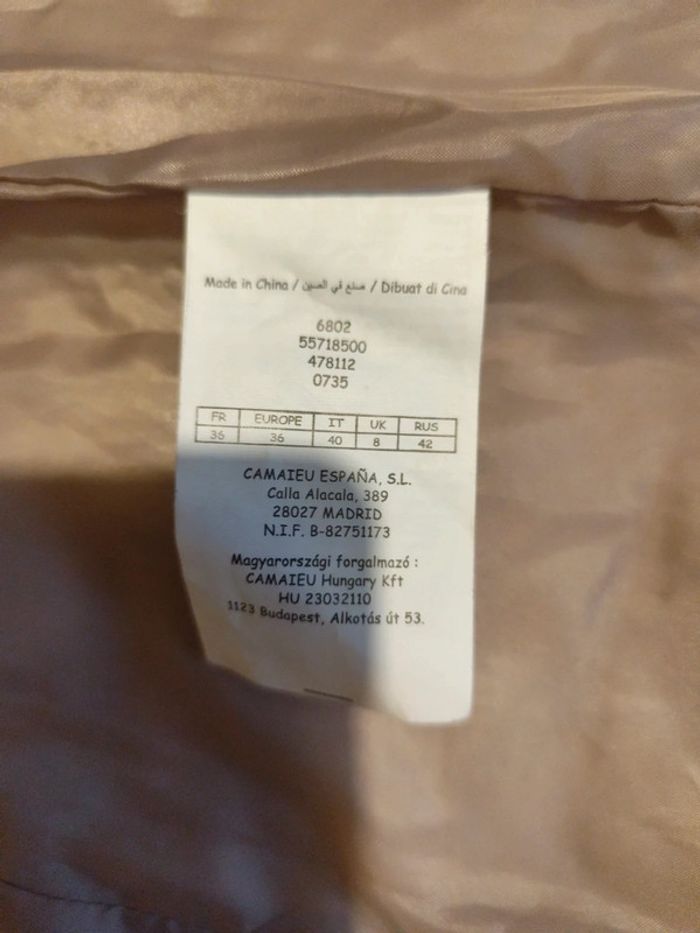 Made in China / صنع في الصين / Dibuat di Cina
6802
55718500
478112
0735
FR EUROPE IT UK RUS
36 36 40 8 42
CAMAIEU ESPAÑA, S.L.
Calla Alacala, 389
28027 MADRID
N.I.F. B-82751173
Magyarországi forgalmazó :
CAMAIEU Hungary Kft
HU 23032110
1123 Budapest, Alkotás út 53.